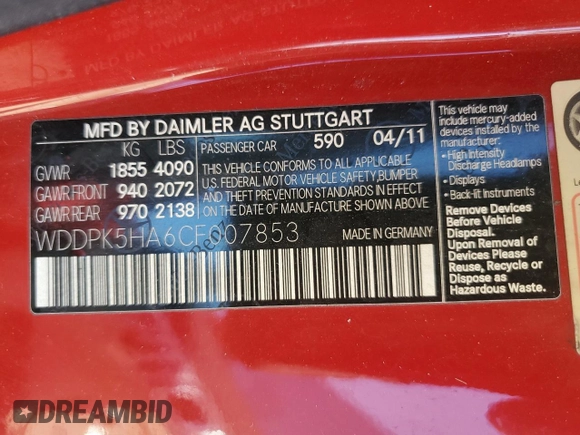 MFD BY DAIMLER AG STUTTGART
KG LBS
GVWR 1855 4090
GAWR FRONT 940 2072
GAWR REAR 970 2138
PASSENGER CAR 590 04/11
THIS VEHICLE CONFORMS TO ALL APPLICABLE
U.S. FEDERAL MOTOR VEHICLE SAFETY,BUMPER
AND THEFT PREVENTION STANDARDS IN EFFECT
ON THE DATE OF MANUFACTURE SHOWN ABOVE
MADE IN GERMANY
This vehicle may
include mercury-added
devices installed by the
manufacturer:
• High Intensity
Discharge Headlamps
• Displays
• Back-lit Instruments
Remove Devices
Before Vehicle
Disposal.
Upon Removal of
Devices Please
Reuse, Recycle or
Dispose as
Hazardous Waste.
DREAMBID